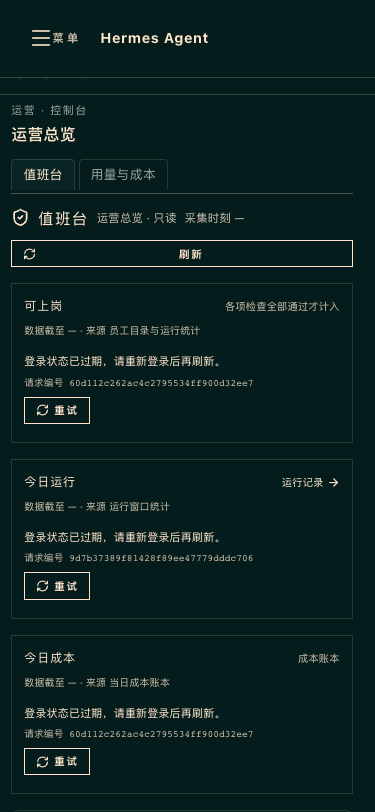 菜单 Hermes Agent
运营 · 控制台
运营总览
值班台 用量与成本
值班台 运营总览 · 只读 采集时刻 —
刷新
可上岗 各项检查全部通过才计入
数据截至 — · 来源 员工目录与运行统计
登录状态已过期，请重新登录后再刷新。
请求编号 60d112c262ac4c2795534ff900d32ee7
重试
今日运行 运行记录 →
数据截至 — · 来源 运行窗口统计
登录状态已过期，请重新登录后再刷新。
请求编号 9d7b37389f81428f89ee47779dddc706
重试
今日成本 成本账本
数据截至 — · 来源 当日成本账本
登录状态已过期，请重新登录后再刷新。
请求编号 60d112c262ac4c2795534ff900d32ee7
重试